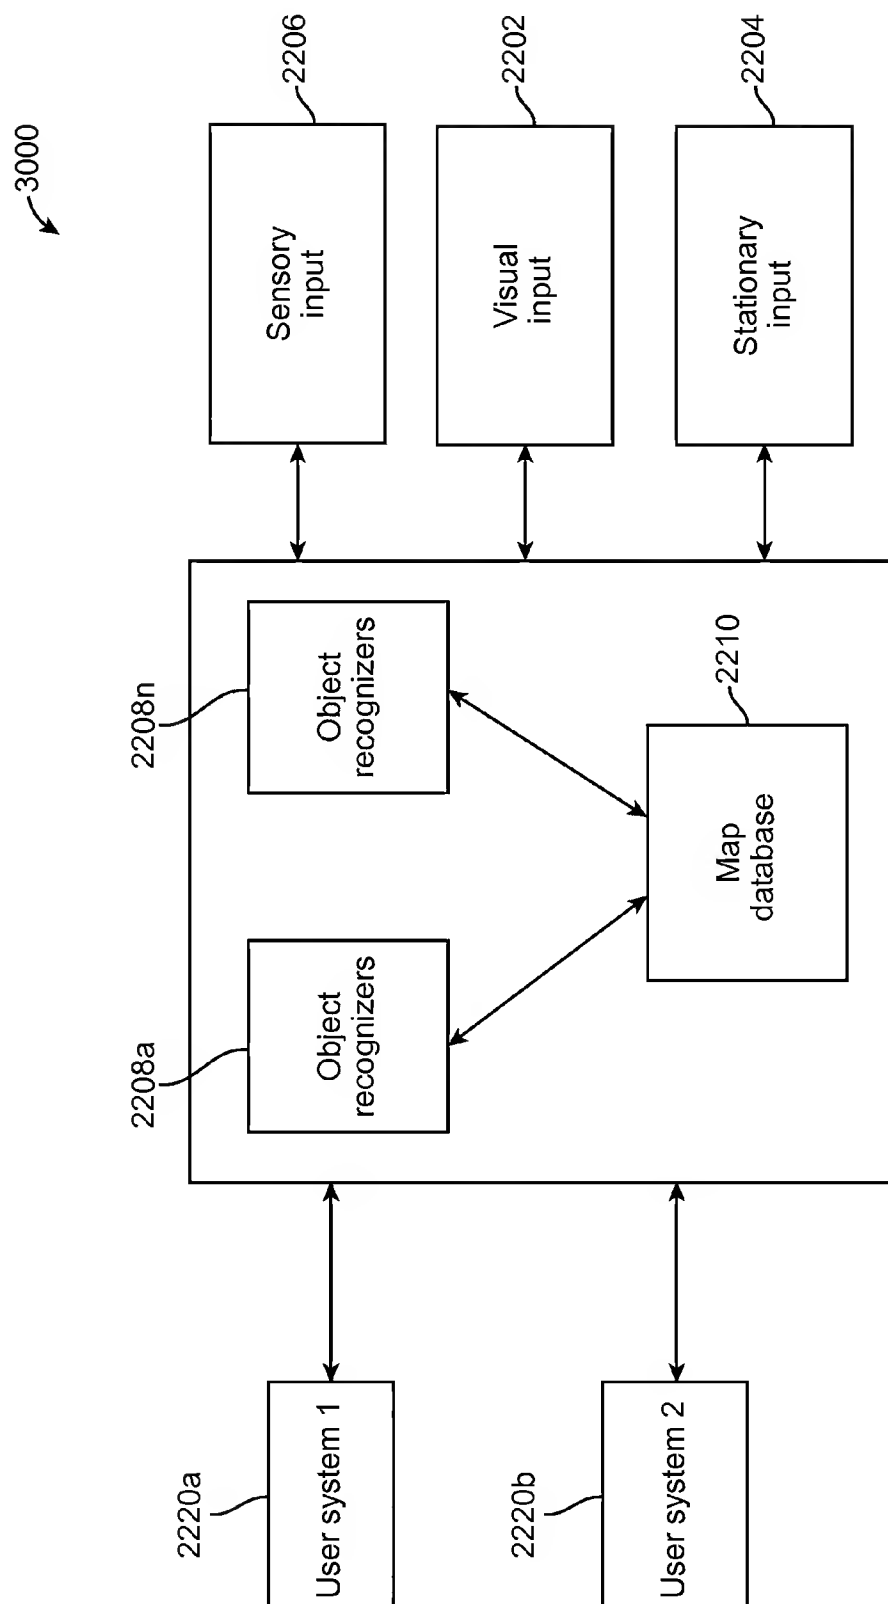 3000
2206
Sensory
input
2202
Visual
input
2204
Stationary
input
2208n
Object
recognizers
2210
Map
database
2208a
Object
recognizers
2220a
User system 1
2220b
User system 2